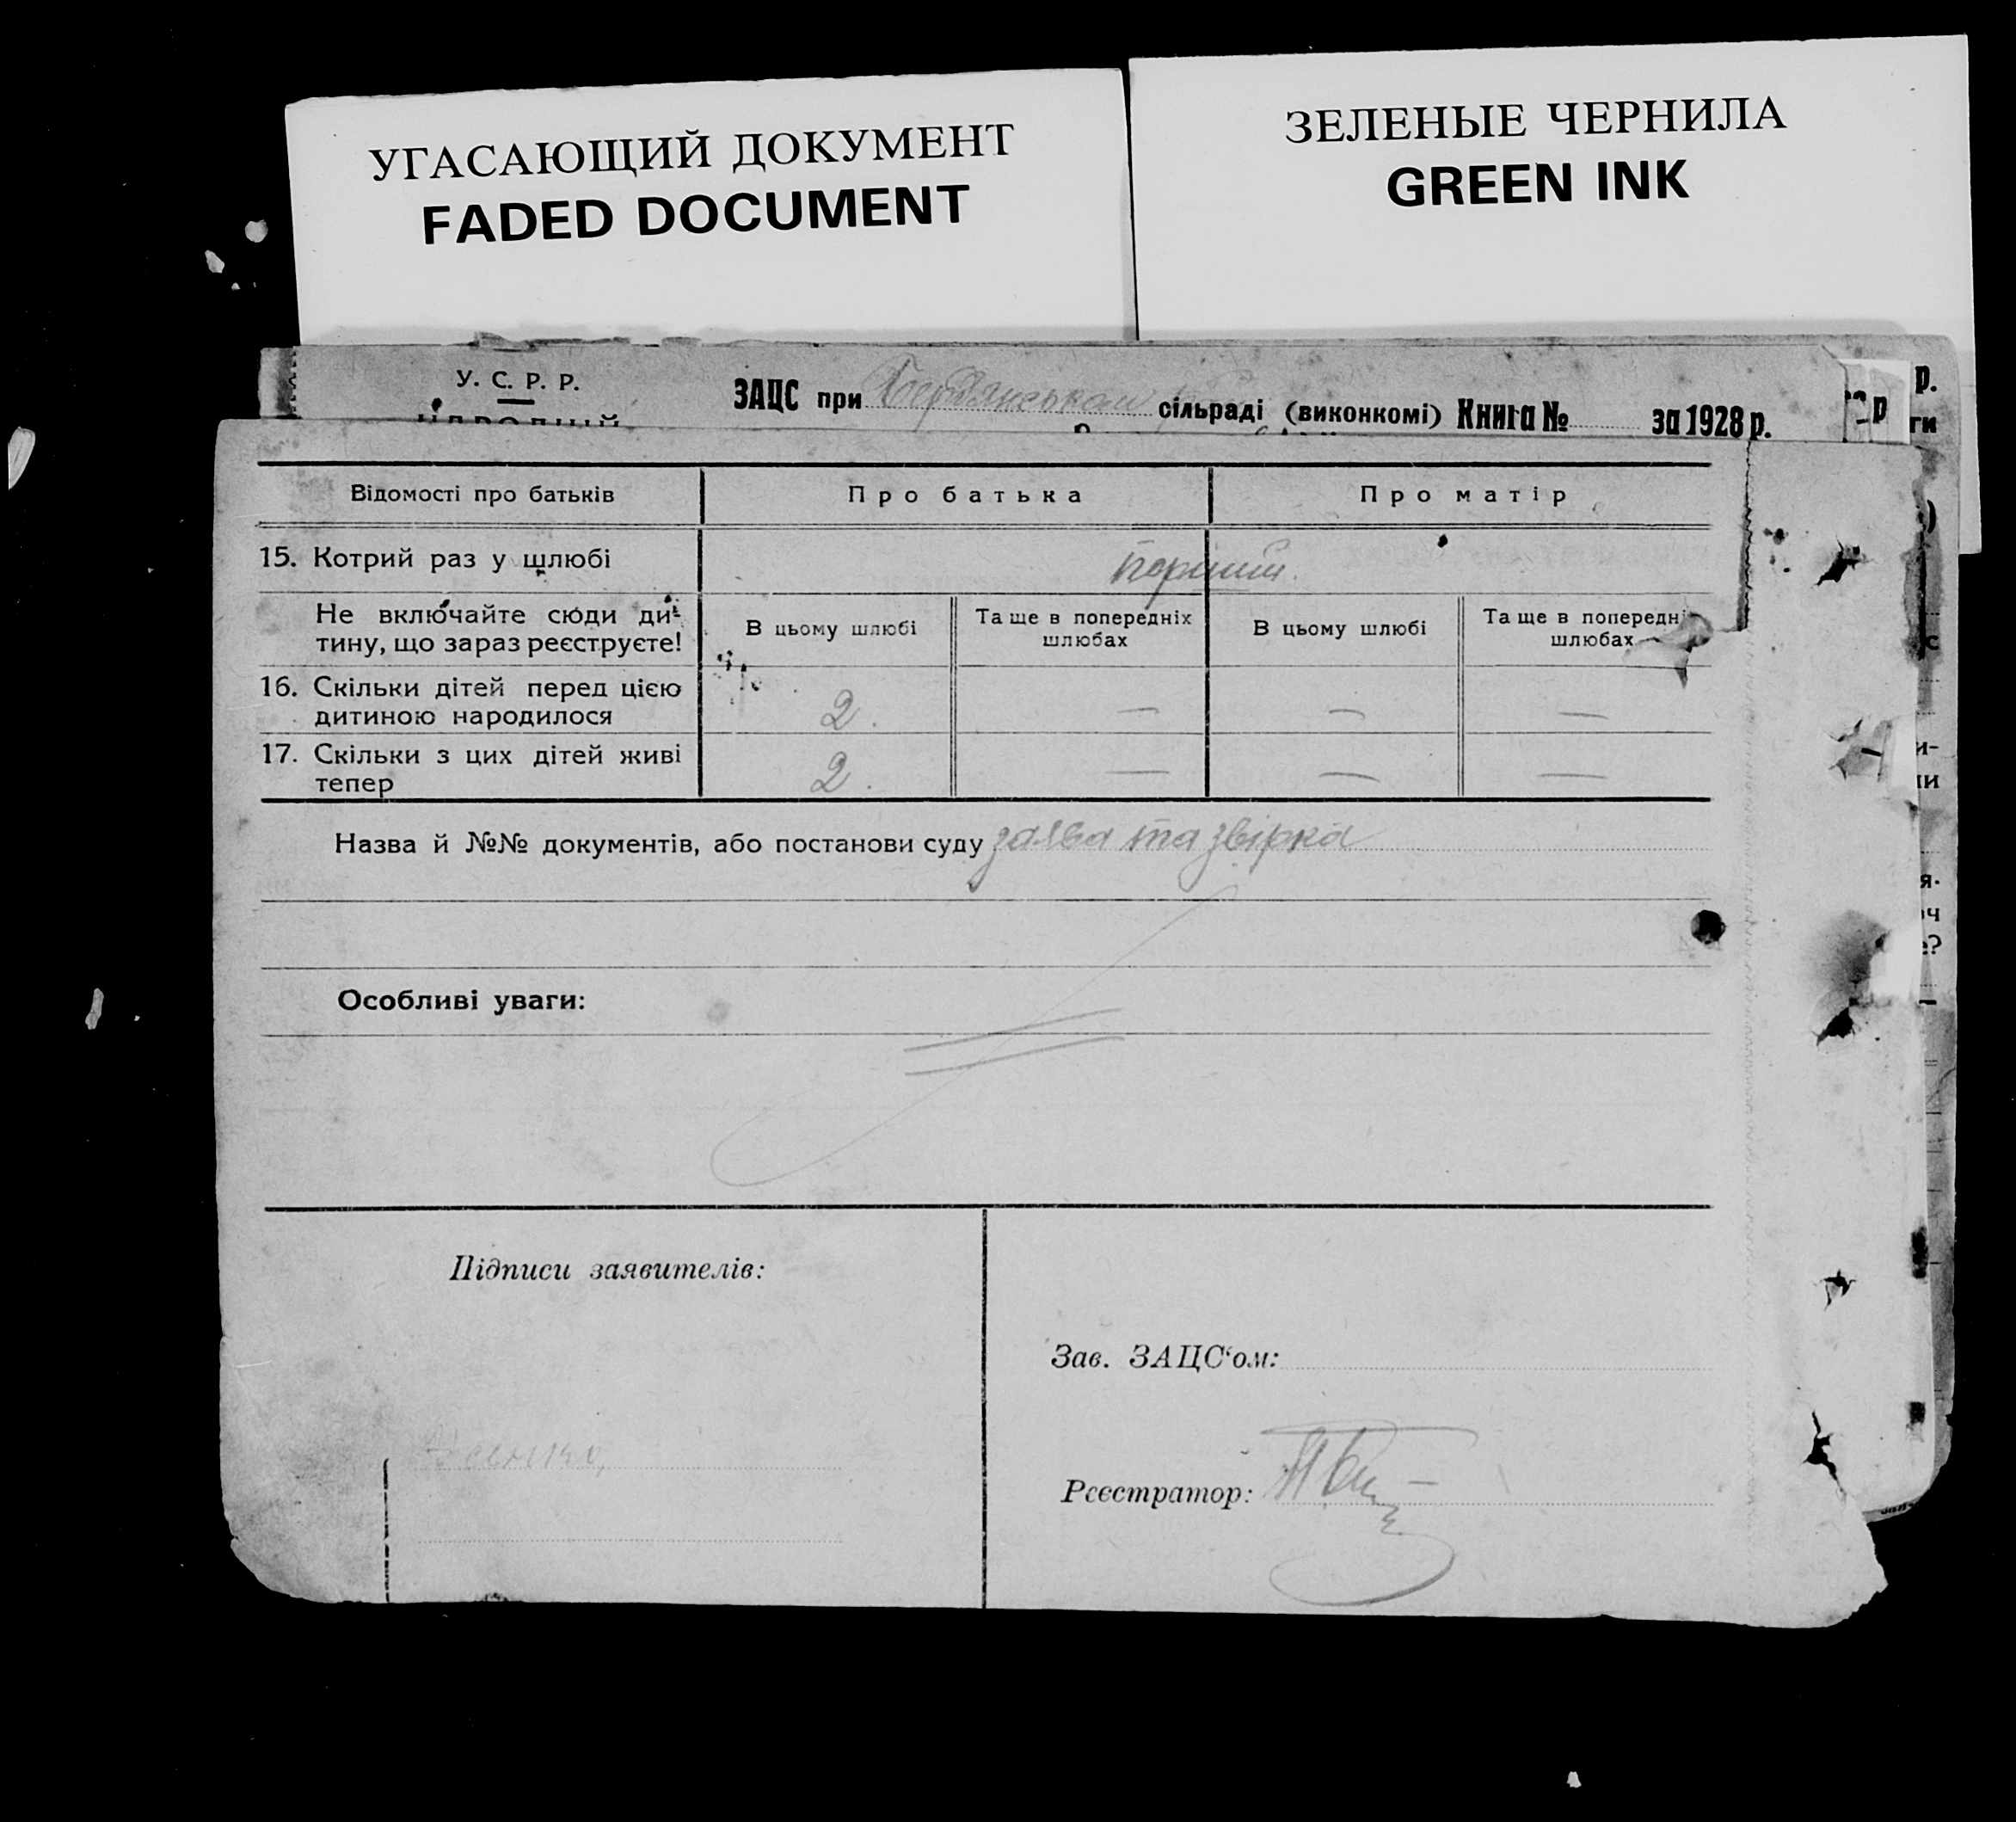 УГАСАЮЩИЙ ДОКУМЕНТ
FADED DOCUMENT
ЗЕЛЕНЫЕ ЧЕРНИЛА
GREEN INK
У. С. Р. Р.
ЗАЦС при Бердянськом сільраді (виконкомі) Книга № за 1928 р.
Відомості про батьків
Про батька
Про матір
15. Котрий раз у шлюбі
перший.
Не включайте сюди ди-
тину, що зараз реєструєте!
В цьому шлюбі
Та ще в попередніх
шлюбах
В цьому шлюбі
Та ще в попередні
шлюбах
16. Скільки дітей перед цією
дитиною народилося
2. — — —
17. Скільки з цих дітей живі
тепер
2. — — —
Назва й №№ документів, або постанови суду заява та звірка
Особливі уваги:
Підписи заявителів:
Зав. ЗАЦС‘ом:
Реєстратор: